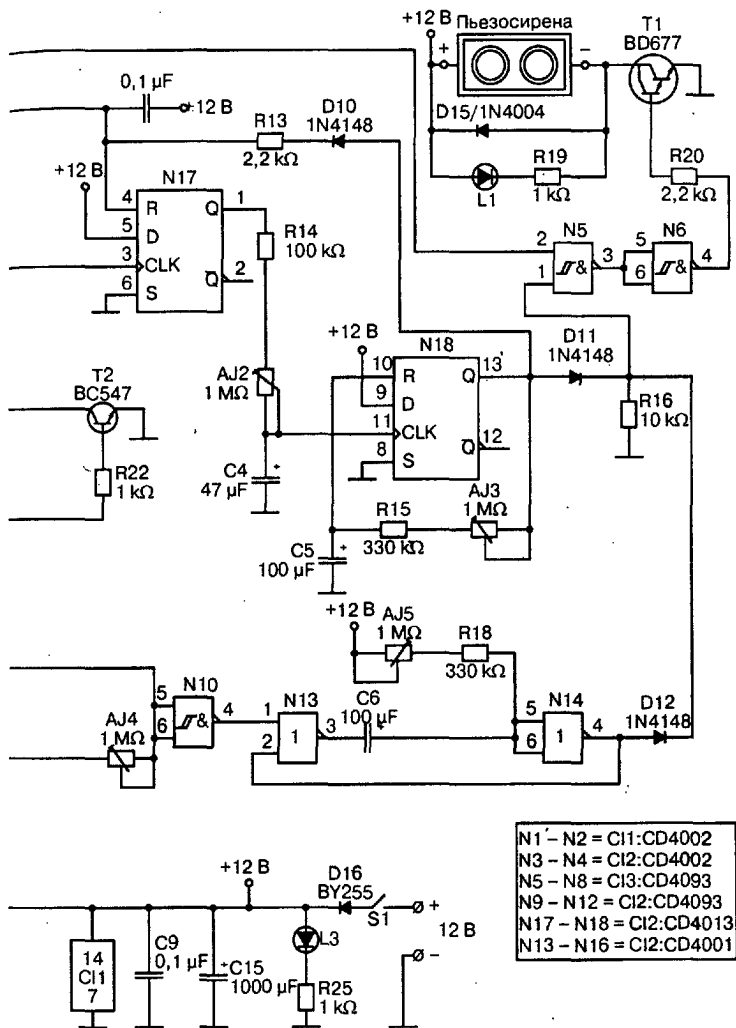 +12 В
Пьезосирена
T1
BD677
+
−
0,1 µF
+12 В
D10
1N4148
R13
2,2 kΩ
D15/1N4004
L1
R19
1 kΩ
R20
2,2 kΩ
+12 В
N17
4
R
Q
1
5
D
3
CLK
Q
2
6
S
R14
100 kΩ
N5
2
1
&
3
N6
5
6
&
4
AJ2
1 MΩ
+12 В
N18
10
R
Q
13
9
D
11
CLK
Q
12
8
S
D11
1N4148
R16
10 kΩ
T2
BC547
R22
1 kΩ
C4
47 µF
+
R15
330 kΩ
AJ3
1 MΩ
C5
100 µF
+
+12 В
AJ5
1 MΩ
R18
330 kΩ
N10
5
6
&
4
AJ4
1 MΩ
N13
1
2
1
3
C6
100 µF
+
N14
5
6
1
4
D12
1N4148
+12 В
D16
BY255
S1
+
12 В
−
L3
14
CI1
7
C9
0,1 µF
+
C15
1000 µF
R25
1 kΩ
N1 – N2 = CI1:CD4002
N3 – N4 = CI2:CD4002
N5 – N8 = CI3:CD4093
N9 – N12 = CI2:CD4093
N17 – N18 = CI2:CD4013
N13 – N16 = CI2:CD4001